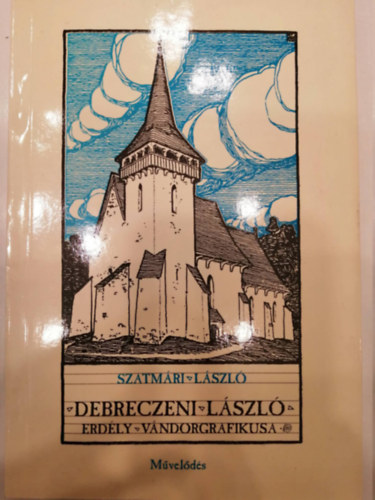 SZATMÁRI LÁSZLÓ
DEBRECZENI LÁSZLÓ
ERDÉLY VÁNDORGRAFIKUSA
Művelődés